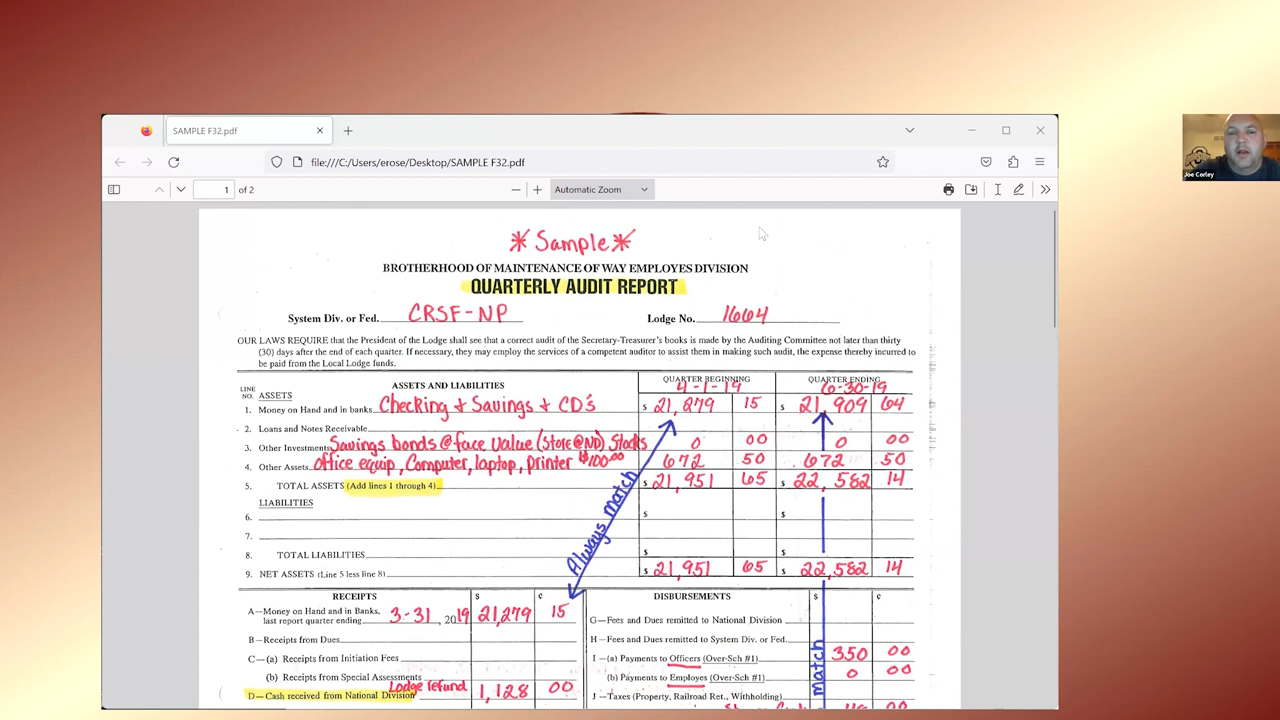 SAMPLE F32.pdf
file:///C:/Users/erose/Desktop/SAMPLE F32.pdf
1 of 2
Automatic Zoom
Joe Corley
* Sample *
BROTHERHOOD OF MAINTENANCE OF WAY EMPLOYES DIVISION
QUARTERLY AUDIT REPORT
System Div. or Fed. CRSF-NP Lodge No. 1664
OUR LAWS REQUIRE that the President of the Lodge shall see that a correct audit of the Secretary-Treasurer's books is made by the Auditing Committee not later than thirty
(30) days after the end of each quarter. If necessary, they may employ the services of a competent auditor to assist them in making such audit, the expense thereby incurred to
be paid from the Local Lodge funds.
LINE NO. ASSETS AND LIABILITIES QUARTER BEGINNING QUARTER ENDING
ASSETS 4-1-19 6-30-19
1. Money on Hand and in banks Checking + Savings + CD's $ 21,279 15 $ 21,909 64
2. Loans and Notes Receivable
3. Other Investments Savings bonds @ face value (Store @ ND) Stocks 0 00 0 00
4. Other Assets office equip, Computer, laptop, printer $100.00 672 50 672 50
5. TOTAL ASSETS (Add lines 1 through 4) $ 21,951 65 $ 22,582 14
LIABILITIES
6. $ $
7.
8. TOTAL LIABILITIES $ $
9. NET ASSETS (Line 5 less line 8) $ 21,951 65 $ 22,582 14
Always Match
RECEIPTS $ ¢ DISBURSEMENTS $ ¢
A—Money on Hand and in Banks,
last report quarter ending 3-31, 2019 21,279 15 G—Fees and Dues remitted to National Division
B—Receipts from Dues H—Fees and Dues remitted to System Div. or Fed.
C—(a) Receipts from Initiation Fees I—(a) Payments to Officers (Over-Sch #1) 350 00
(b) Receipts from Special Assessments (b) Payments to Employes (Over-Sch #1) 0 00
D—Cash received from National Division Lodge refund 1,128 00 J—Taxes (Property, Railroad Ret., Withholding)
match